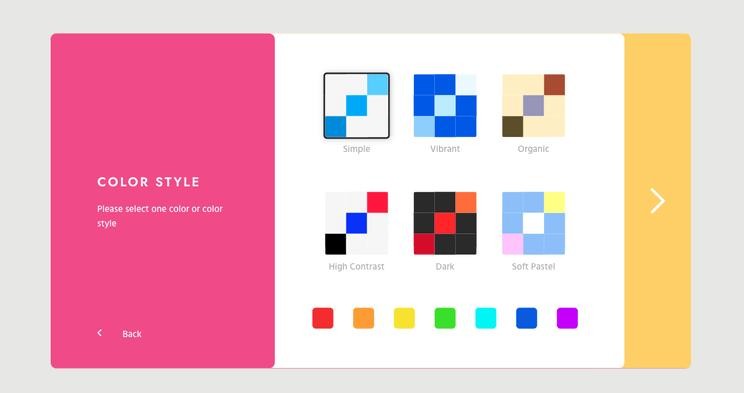 COLOR STYLE
Please select one color or color
style
Back
Simple
Vibrant
Organic
High Contrast
Dark
Soft Pastel